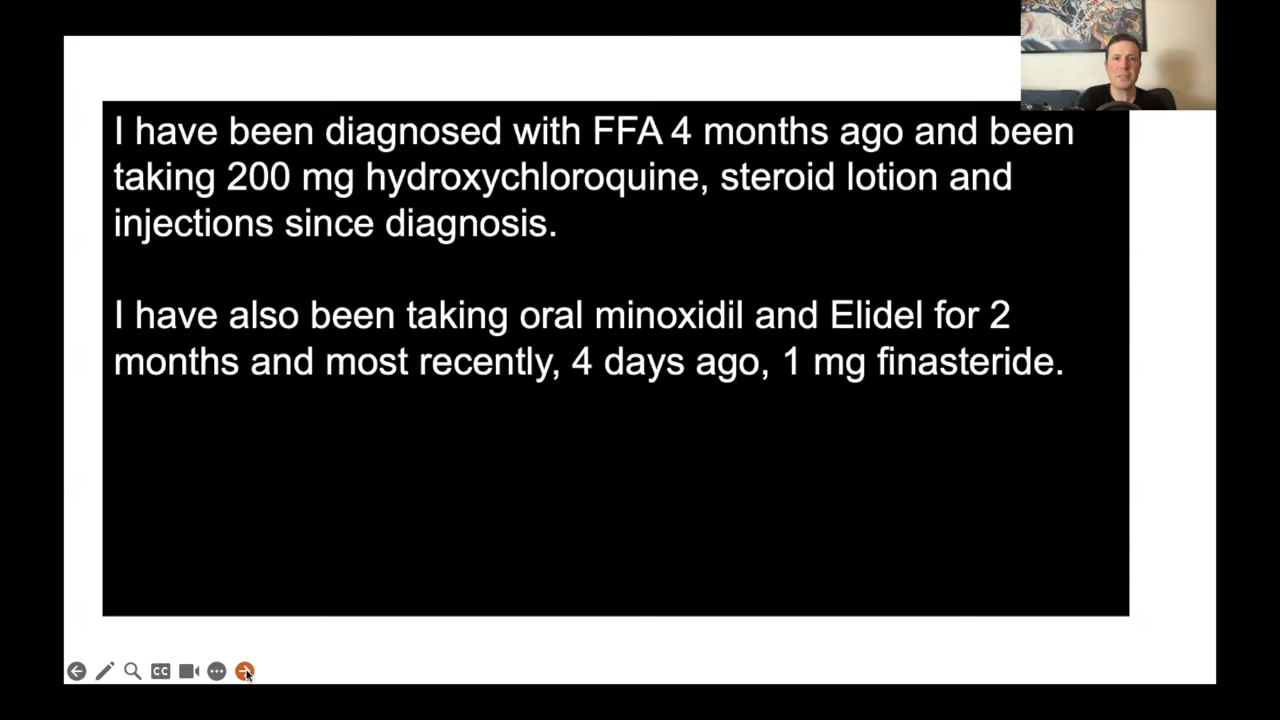 I have been diagnosed with FFA 4 months ago and been
taking 200 mg hydroxychloroquine, steroid lotion and
injections since diagnosis.
I have also been taking oral minoxidil and Elidel for 2
months and most recently, 4 days ago, 1 mg finasteride.
CC